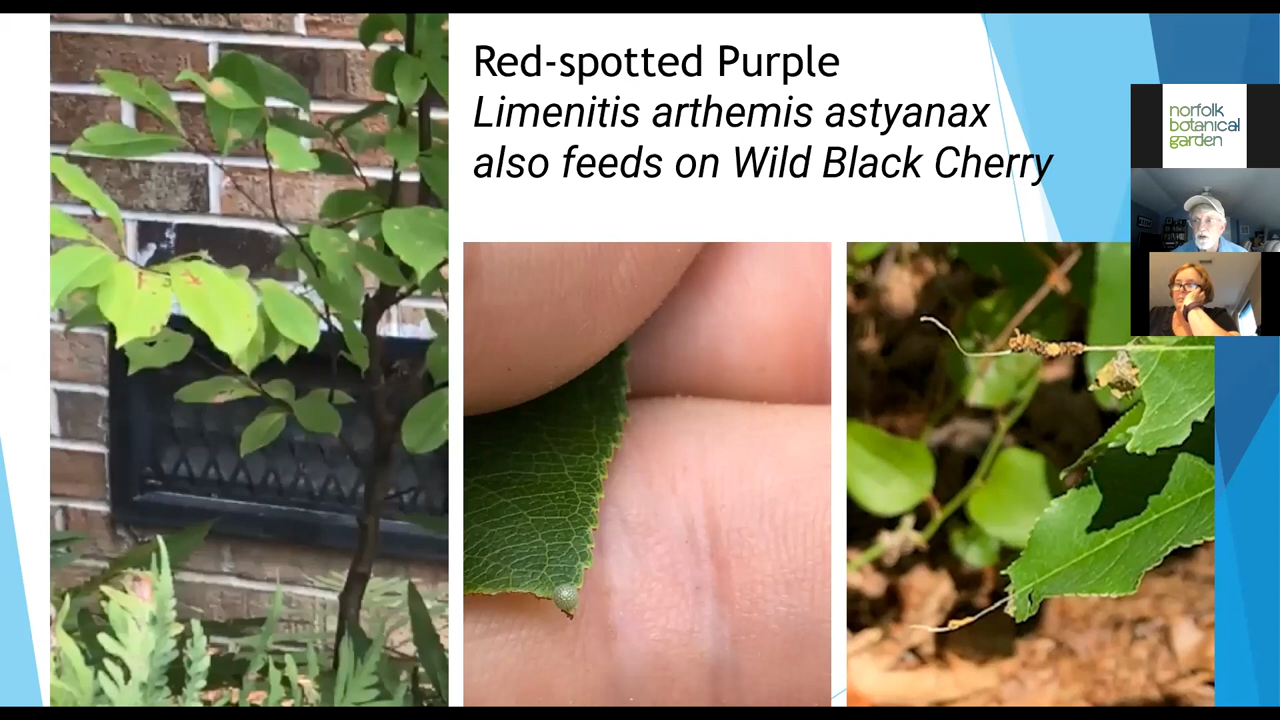 Red-spotted Purple
Limenitis arthemis astyanax
also feeds on Wild Black Cherry
norfolk
botanical
garden